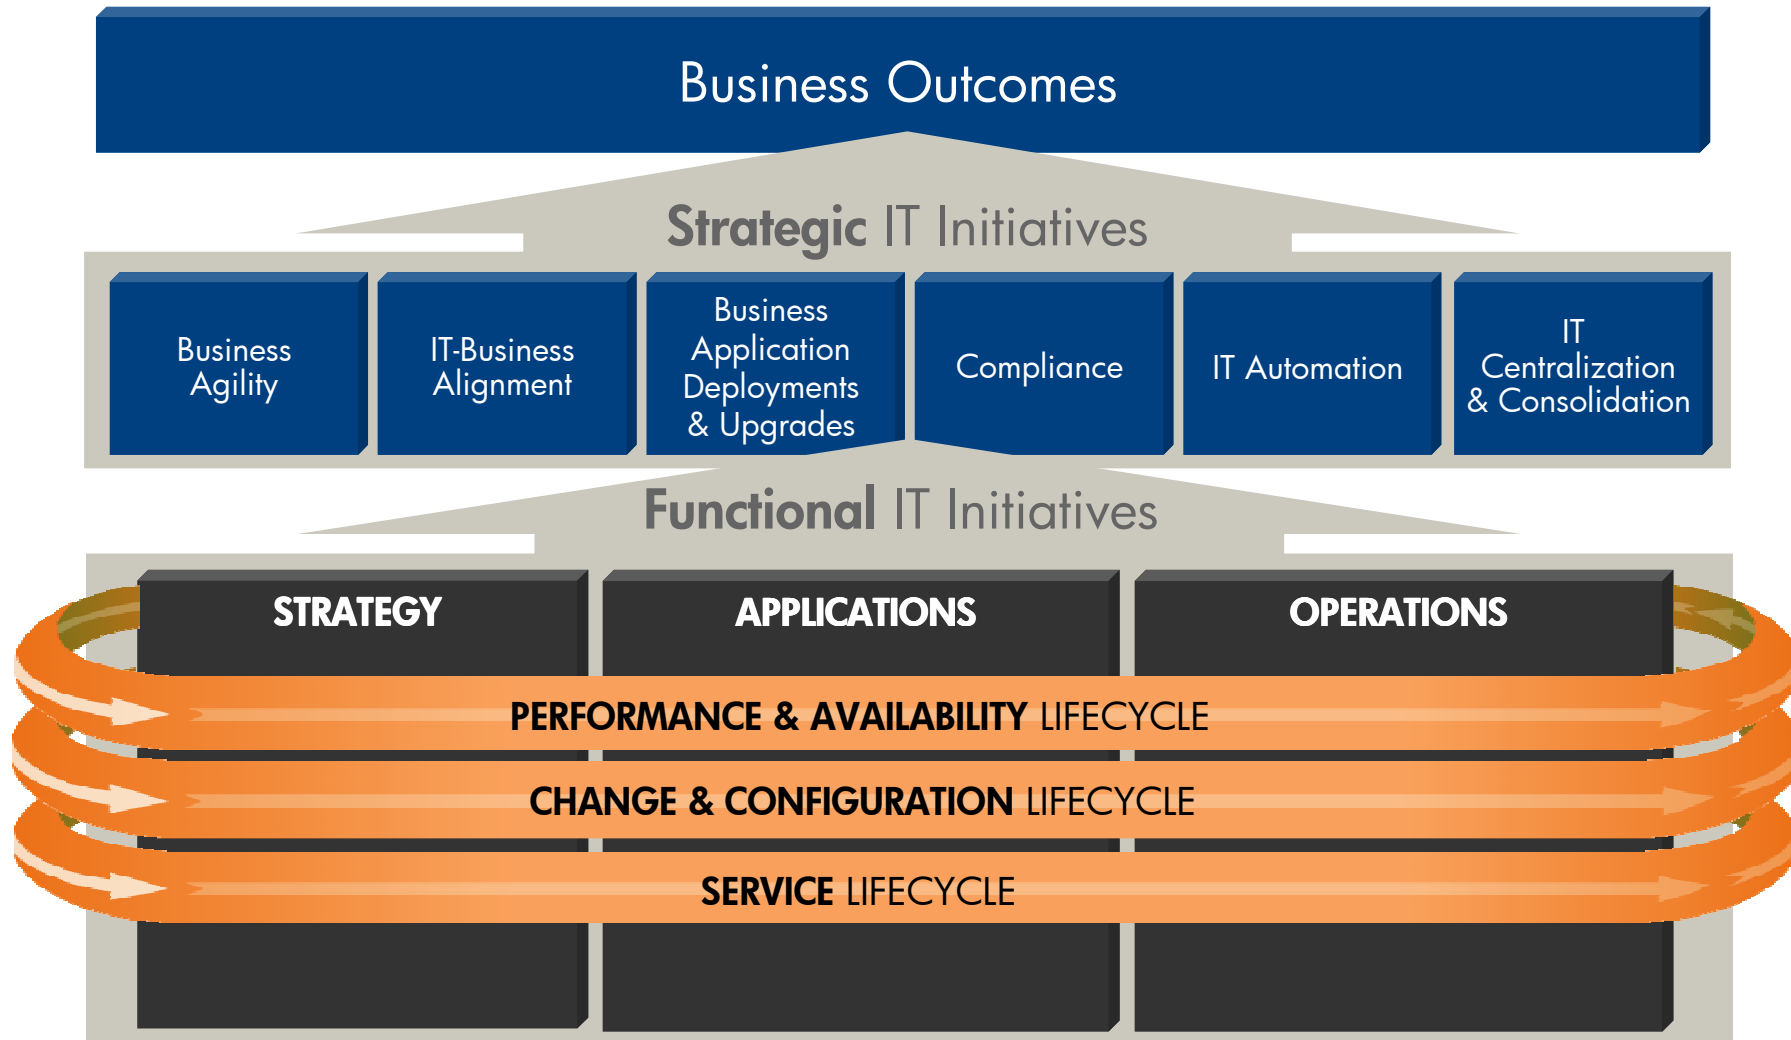 Business Outcomes
Strategic IT Initiatives
Business
Agility
IT-Business
Alignment
Business
Application
Deployments
& Upgrades
Compliance
IT Automation
IT
Centralization
& Consolidation
Functional IT Initiatives
STRATEGY
APPLICATIONS
OPERATIONS
PERFORMANCE & AVAILABILITY LIFECYCLE
CHANGE & CONFIGURATION LIFECYCLE
SERVICE LIFECYCLE